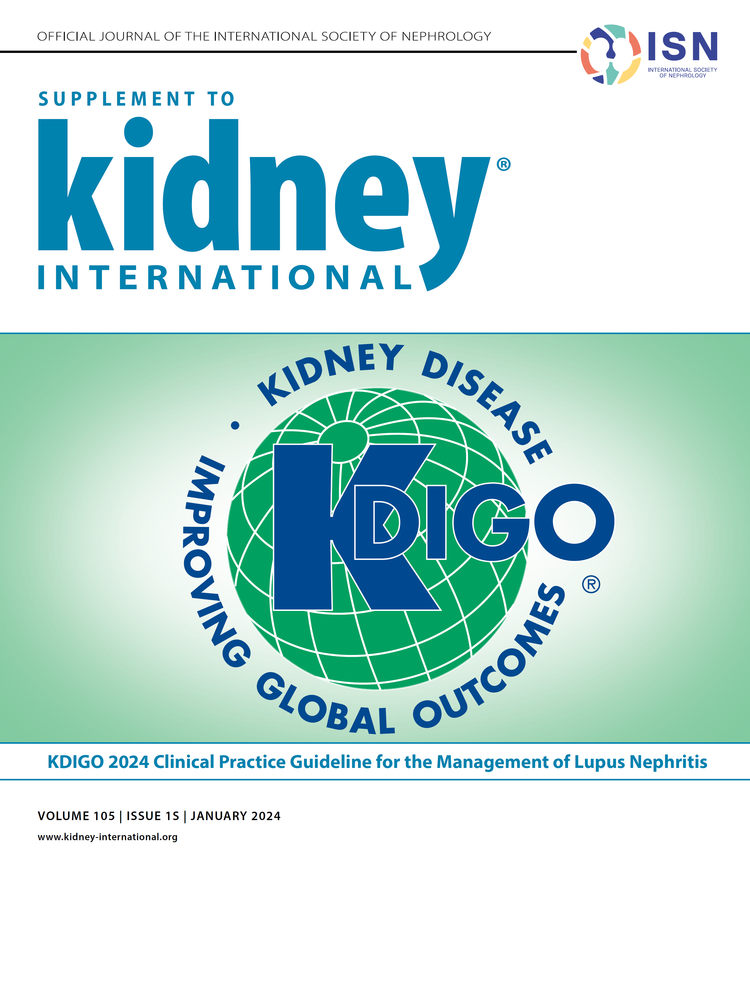 OFFICIAL JOURNAL OF THE INTERNATIONAL SOCIETY OF NEPHROLOGY
ISN
INTERNATIONAL SOCIETY
OF NEPHROLOGY
SUPPLEMENT TO
kidney®
INTERNATIONAL
• KIDNEY DISEASE
IMPROVING GLOBAL OUTCOMES
KDIGO
®
KDIGO 2024 Clinical Practice Guideline for the Management of Lupus Nephritis
VOLUME 105 | ISSUE 1S | JANUARY 2024
www.kidney-international.org